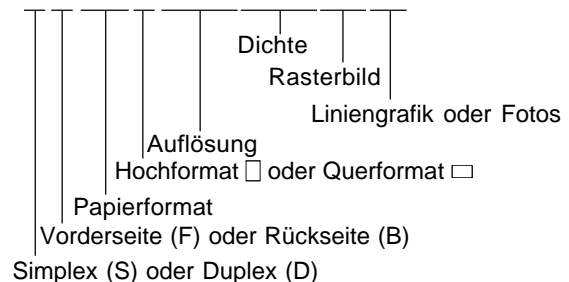 Dichte
Rasterbild
Liniengrafik oder Fotos
Auflösung
Hochformat ▯ oder Querformat ▭
Papierformat
Vorderseite (F) oder Rückseite (B)
Simplex (S) oder Duplex (D)